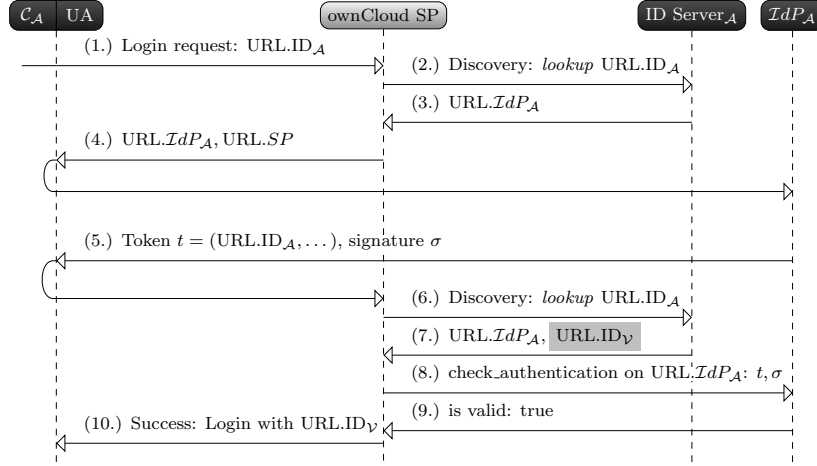 𝒞_𝒜 UA ownCloud SP ID Server_𝒜 ℐdP_𝒜
(1.) Login request: URL.ID_𝒜
(2.) Discovery: lookup URL.ID_𝒜
(3.) URL.ℐdP_𝒜
(4.) URL.ℐdP_𝒜, URL.SP
(5.) Token t = (URL.ID_𝒜, . . . ), signature σ
(6.) Discovery: lookup URL.ID_𝒜
(7.) URL.ℐdP_𝒜, URL.ID_𝒱
(8.) check_authentication on URL.ℐdP_𝒜: t, σ
(9.) is valid: true
(10.) Success: Login with URL.ID_𝒱